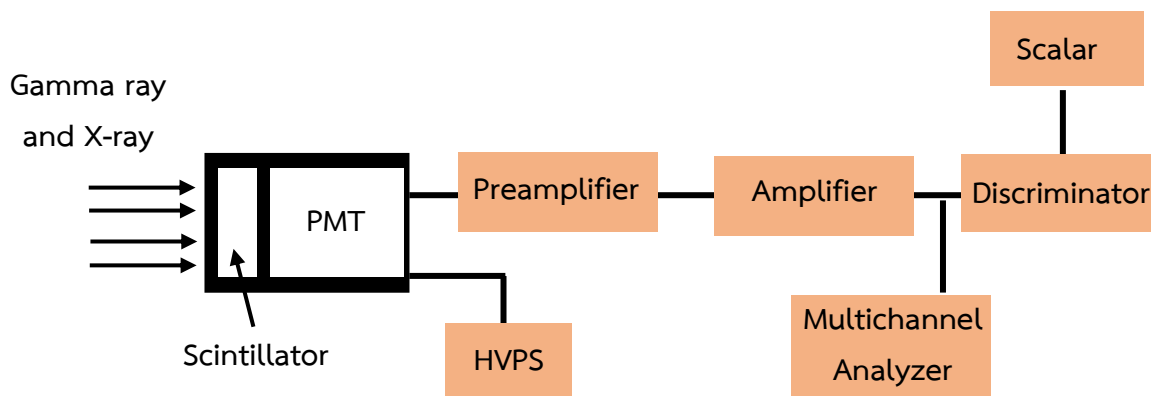 Scalar
Gamma ray
and X-ray
Preamplifier
Amplifier
Discriminator
PMT
Multichannel
Analyzer
Scintillator
HVPS